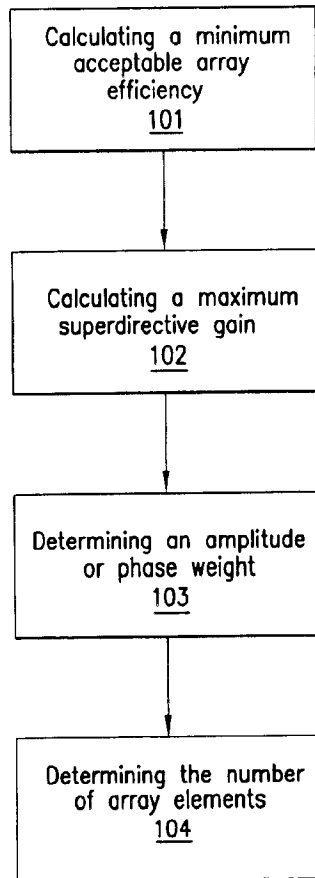 Calculating a minimum
acceptable array
efficiency
101
Calculating a maximum
superdirective gain
102
Determining an amplitude
or phase weight
103
Determining the number
of array elements
104